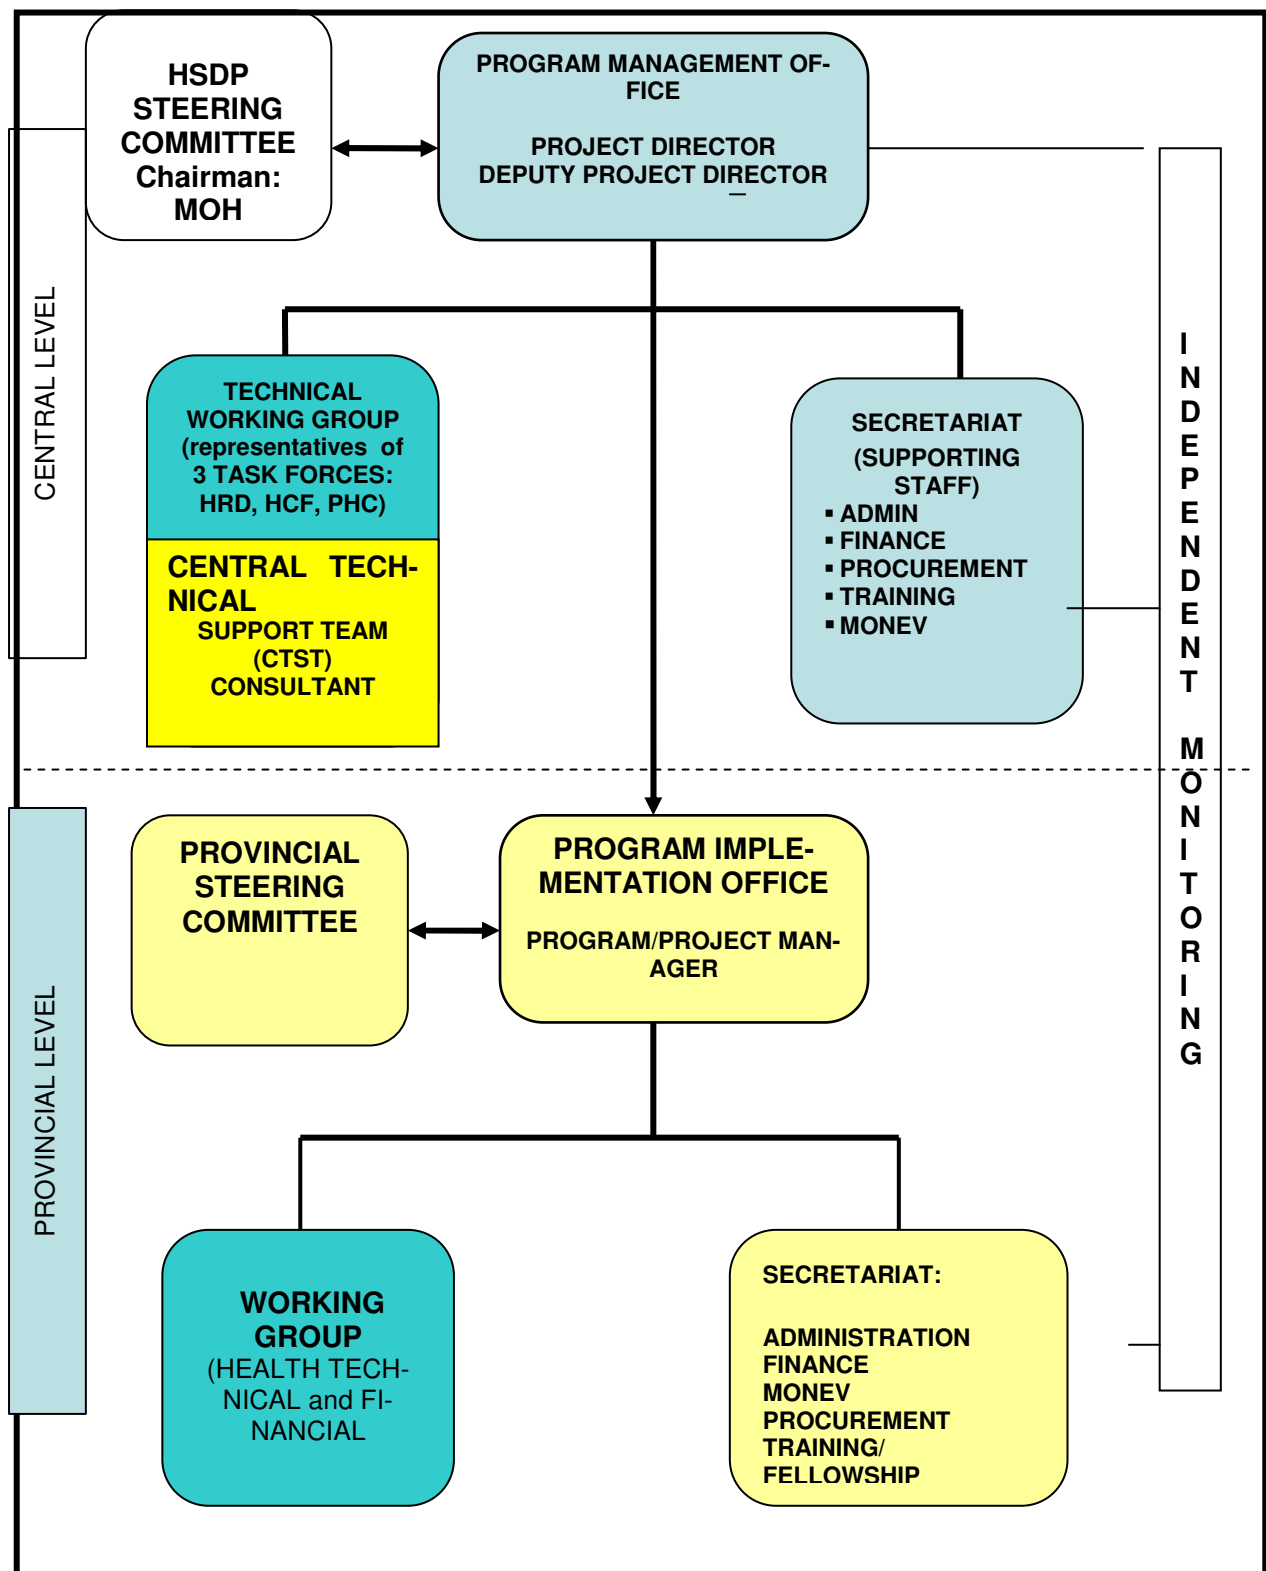 HSDP
STEERING
COMMITTEE
Chairman:
MOH
PROGRAM MANAGEMENT OF-
FICE
PROJECT DIRECTOR
DEPUTY PROJECT DIRECTOR
CENTRAL LEVEL
TECHNICAL
WORKING GROUP
(representatives of
3 TASK FORCES:
HRD, HCF, PHC)
CENTRAL TECH-
NICAL
SUPPORT TEAM
(CTST)
CONSULTANT
SECRETARIAT
(SUPPORTING
STAFF)
▪ ADMIN
▪ FINANCE
▪ PROCUREMENT
▪ TRAINING
▪ MONEV
INDEPENDENT MONITORING
PROVINCIAL LEVEL
PROVINCIAL
STEERING
COMMITTEE
PROGRAM IMPLE-
MENTATION OFFICE
PROGRAM/PROJECT MAN-
AGER
WORKING
GROUP
(HEALTH TECH-
NICAL and FI-
NANCIAL
SECRETARIAT:
ADMINISTRATION
FINANCE
MONEV
PROCUREMENT
TRAINING/
FELLOWSHIP